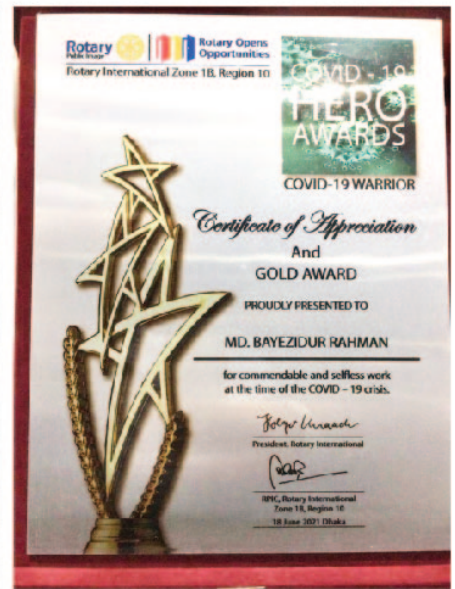 Rotary
Public Image
Rotary Opens
Opportunities
Rotary International Zone 1B, Region 10
COVID - 19
HERO
AWARDS
COVID-19 WARRIOR
Certificate of Appreciation
And
GOLD AWARD
PROUDLY PRESENTED TO
MD. BAYEZIDUR RAHMAN
for commendable and selfless work
at the time of the COVID – 19 crisis.
President, Rotary International
RPIC, Rotary International
Zone 1B, Region 10
18 June 2021 Dhaka